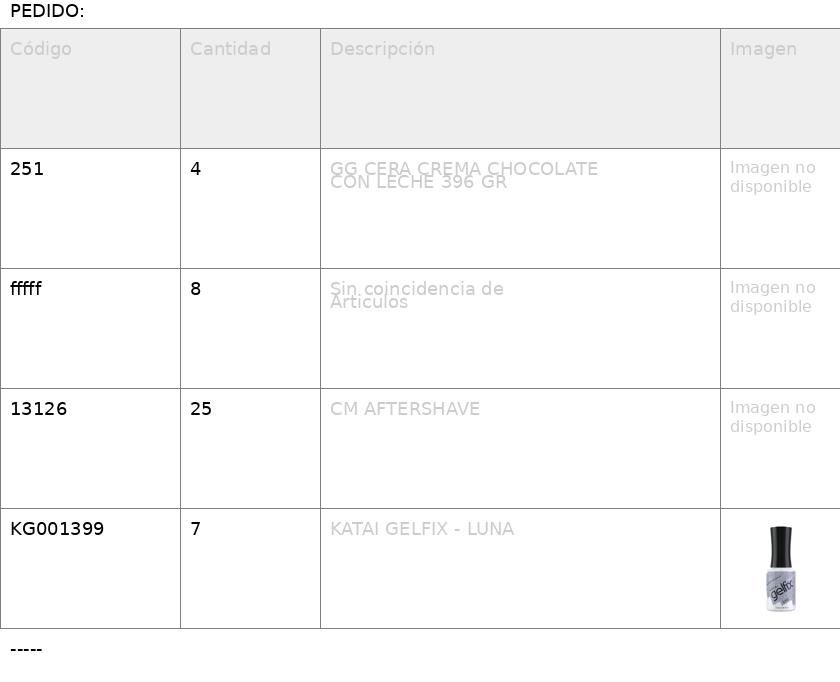 PEDIDO:
Código Cantidad Descripción Imagen
251 4 GG CERA CREMA CHOCOLATE Imagen no
CON LECHE 396 GR disponible
fffff 8 Sin coincidencia de Imagen no
Articulos disponible
13126 25 CM AFTERSHAVE Imagen no
disponible
KG001399 7 KATAI GELFIX - LUNA
gelfix
-----